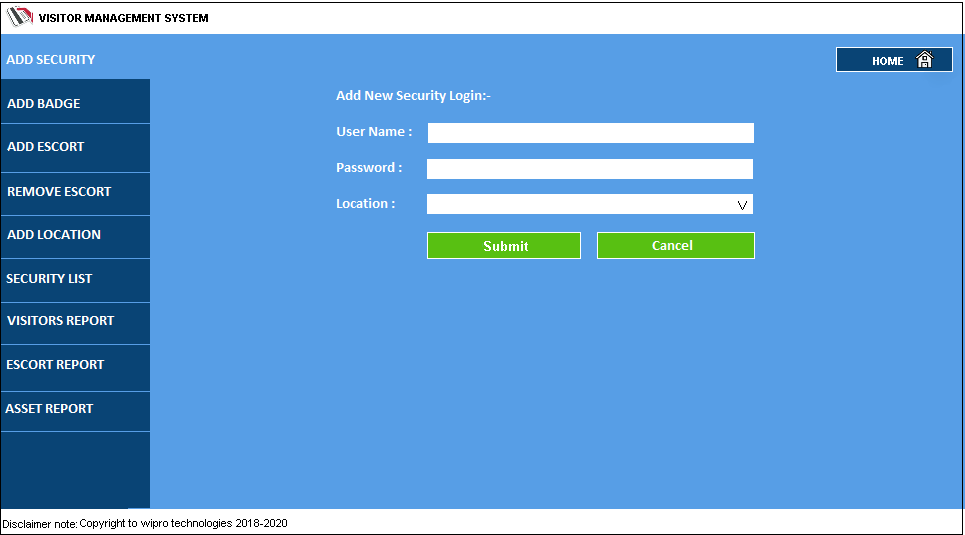 VISITOR MANAGEMENT SYSTEM
ADD SECURITY
HOME
ADD BADGE
ADD ESCORT
REMOVE ESCORT
ADD LOCATION
SECURITY LIST
VISITORS REPORT
ESCORT REPORT
ASSET REPORT
Add New Security Login:-
User Name :
Password :
Location :
V
Submit
Cancel
Disclaimer note: Copyright to wipro technologies 2018-2020